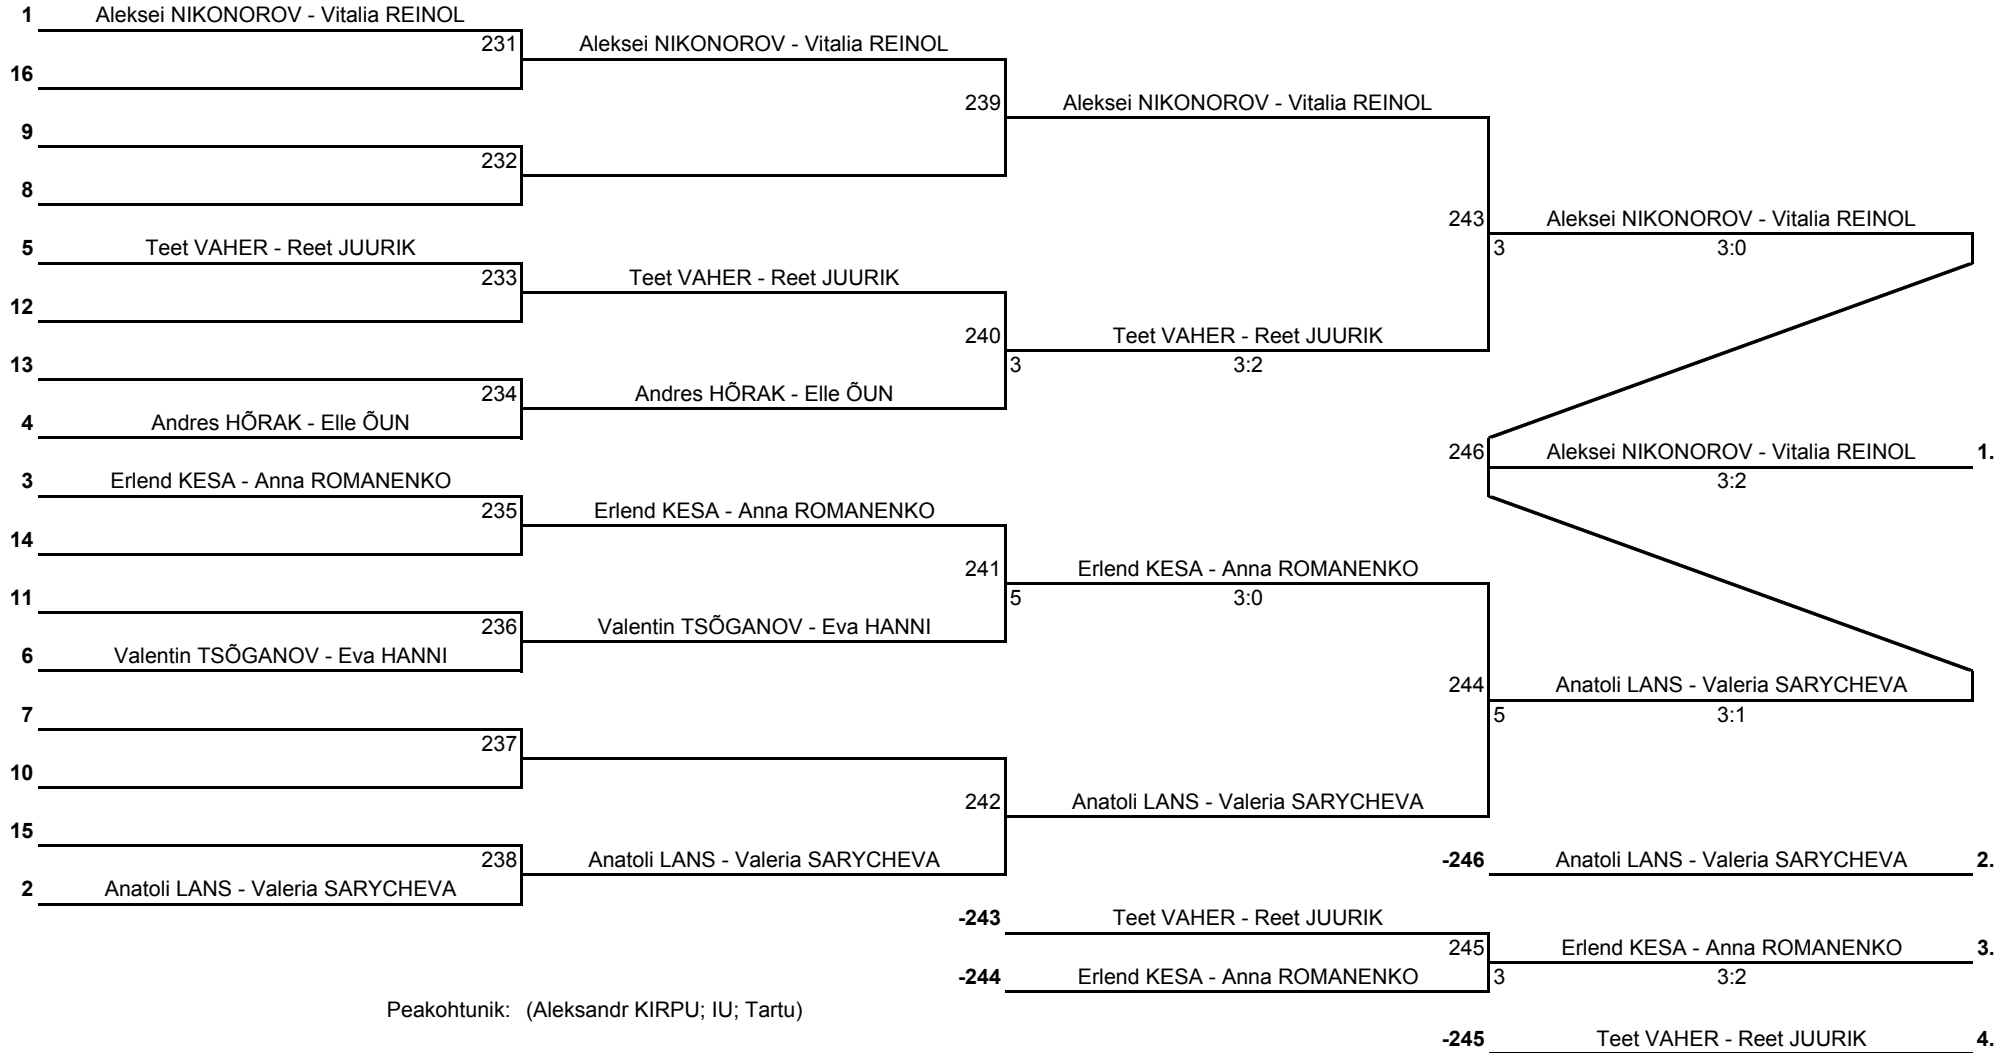 1 Aleksei NIKONOROV - Vitalia REINOL
231 Aleksei NIKONOROV - Vitalia REINOL
16
239 Aleksei NIKONOROV - Vitalia REINOL
9
232
8
243 Aleksei NIKONOROV - Vitalia REINOL
5 Teet VAHER - Reet JUURIK
3 3:0
233 Teet VAHER - Reet JUURIK
12
240 Teet VAHER - Reet JUURIK
13
3 3:2
234 Andres HÕRAK - Elle ÕUN
4 Andres HÕRAK - Elle ÕUN
246 Aleksei NIKONOROV - Vitalia REINOL 1.
3 Erlend KESA - Anna ROMANENKO
3:2
235 Erlend KESA - Anna ROMANENKO
14
241 Erlend KESA - Anna ROMANENKO
11
5 3:0
236 Valentin TSÕGANOV - Eva HANNI
6 Valentin TSÕGANOV - Eva HANNI
244 Anatoli LANS - Valeria SARYCHEVA
7
5 3:1
237
10
242 Anatoli LANS - Valeria SARYCHEVA
15
238 Anatoli LANS - Valeria SARYCHEVA
-246 Anatoli LANS - Valeria SARYCHEVA 2.
2 Anatoli LANS - Valeria SARYCHEVA
-243 Teet VAHER - Reet JUURIK
245 Erlend KESA - Anna ROMANENKO 3.
-244 Erlend KESA - Anna ROMANENKO
3 3:2
Peakohtunik: (Aleksandr KIRPU; IU; Tartu)
-245 Teet VAHER - Reet JUURIK 4.